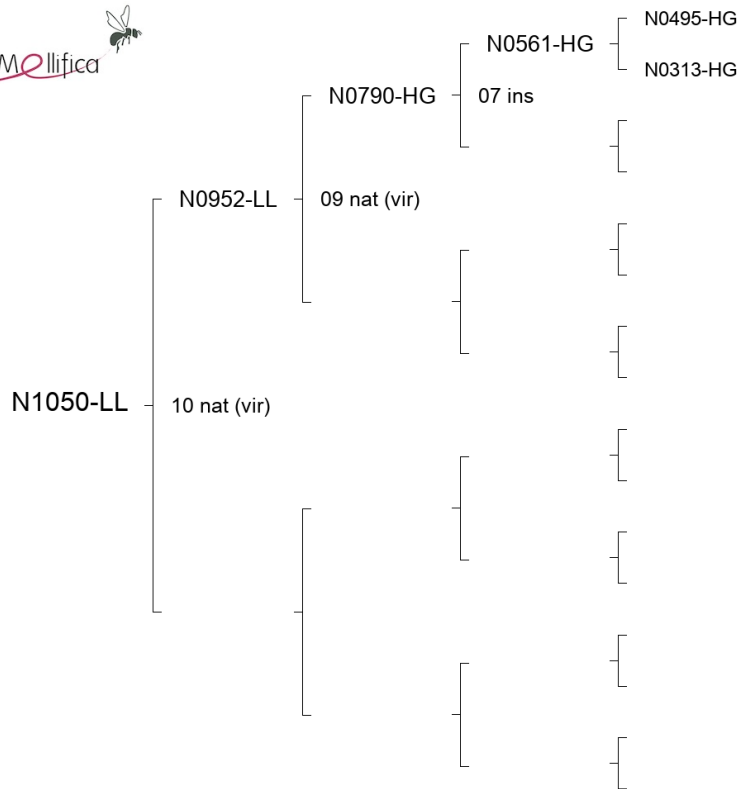 Mellifica
N0495-HG
N0561-HG
N0313-HG
N0790-HG
07 ins
N0952-LL
09 nat (vir)
N1050-LL
10 nat (vir)